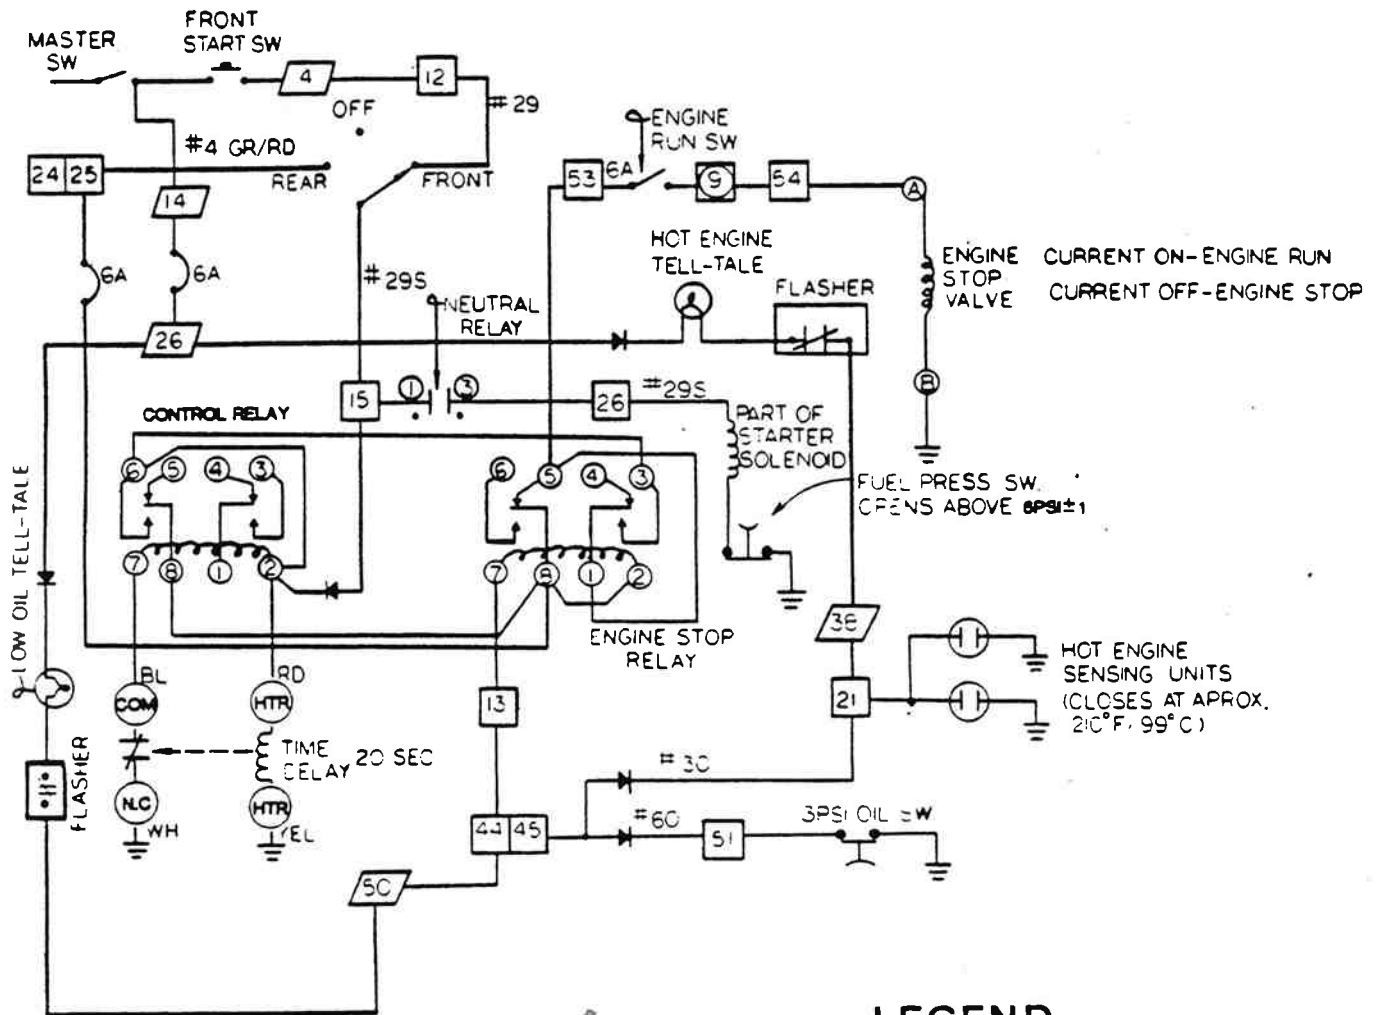 FRONT
START SW
MASTER
SW
4
12
#29
OFF
#4 GR/RD
24 25
REAR
FRONT
14
6A
6A
#29S
26
ENGINE
RUN SW
53
6A
9
54
A
HOT ENGINE
TELL-TALE
FLASHER
ENGINE
STOP
VALVE
CURRENT ON-ENGINE RUN
CURRENT OFF-ENGINE STOP
B
NEUTRAL
RELAY
15
1
3
26
#29S
PART OF
STARTER
SOLENOID
FUEL PRESS SW.
OPENS ABOVE 6PSI±1
CONTROL RELAY
6 5 4 3
7 8 1 2
6 5 4 3
7 8 1 2
ENGINE STOP
RELAY
LOW OIL TELL-TALE
BL
COM
N.C
WH
RD
HTR
TIME
DELAY 20 SEC
HTR
YEL
FLASHER
13
38
21
HOT ENGINE
SENSING UNITS
(CLOSES AT APROX.
210°F, 99°C)
#30
44 45
#60
51
3PSI OIL SW
50
LEGEND